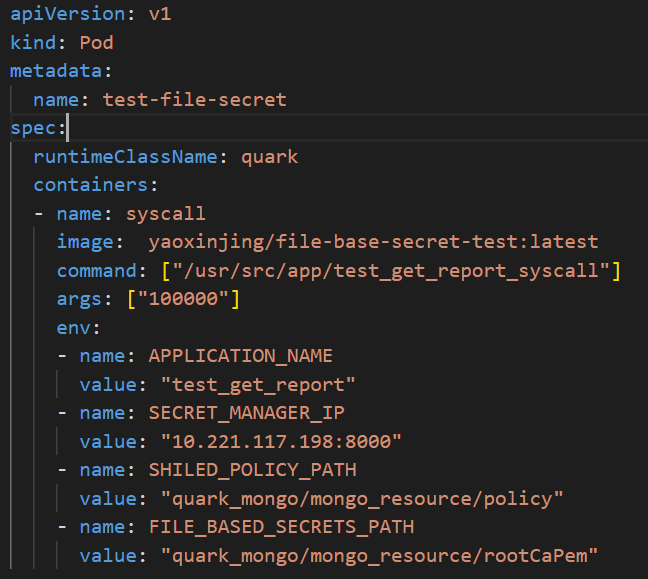 apiVersion: v1
kind: Pod
metadata:
  name: test-file-secret
spec:
  runtimeClassName: quark
  containers:
  - name: syscall
    image:  yaoxinjing/file-base-secret-test:latest
    command: ["/usr/src/app/test_get_report_syscall"]
    args: ["100000"]
    env:
    - name: APPLICATION_NAME
      value: "test_get_report"
    - name: SECRET_MANAGER_IP
      value: "10.221.117.198:8000"
    - name: SHILED_POLICY_PATH
      value: "quark_mongo/mongo_resource/policy"
    - name: FILE_BASED_SECRETS_PATH
      value: "quark_mongo/mongo_resource/rootCaPem"